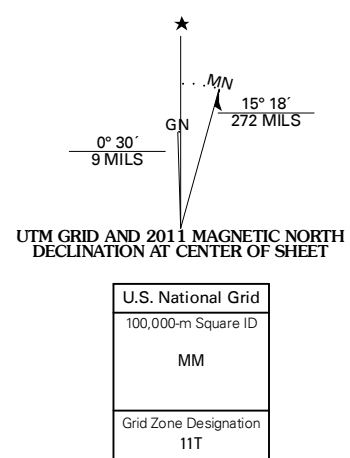 ★
MN
GN
15° 18´
272 MILS
0° 30´
9 MILS
UTM GRID AND 2011 MAGNETIC NORTH
DECLINATION AT CENTER OF SHEET
U.S. National Grid
100,000-m Square ID
MM
Grid Zone Designation
11T